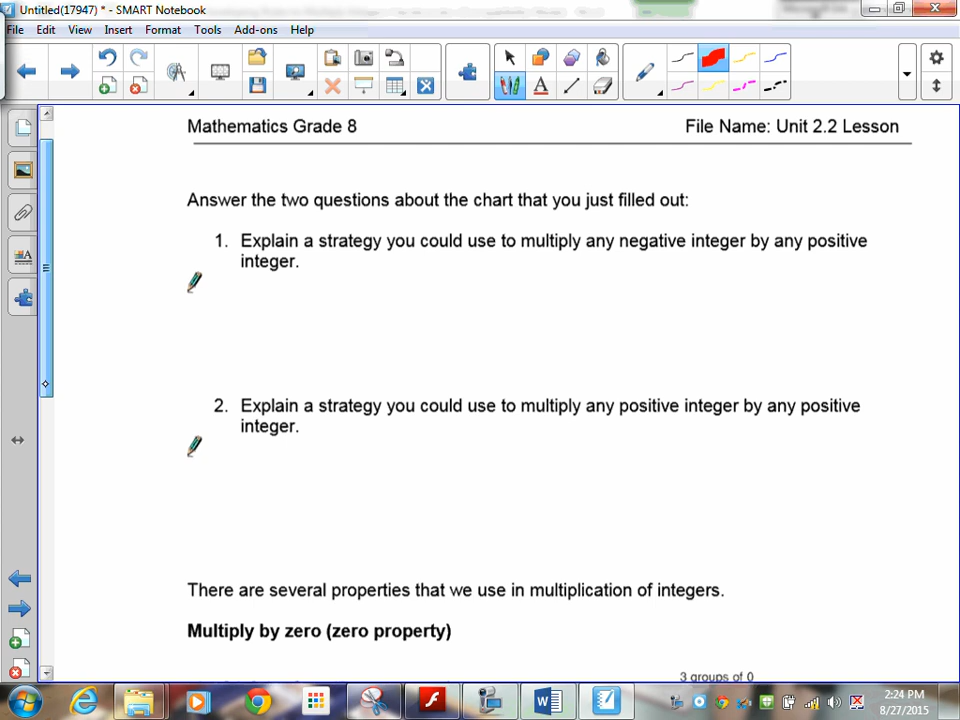 Untitled(17947) * - SMART Notebook
File Edit View Insert Format Tools Add-ons Help
Mathematics Grade 8 File Name: Unit 2.2 Lesson
Answer the two questions about the chart that you just filled out:
1. Explain a strategy you could use to multiply any negative integer by any positive
integer.
2. Explain a strategy you could use to multiply any positive integer by any positive
integer.
There are several properties that we use in multiplication of integers.
Multiply by zero (zero property)
3 groups of 0
2:24 PM
8/27/2015